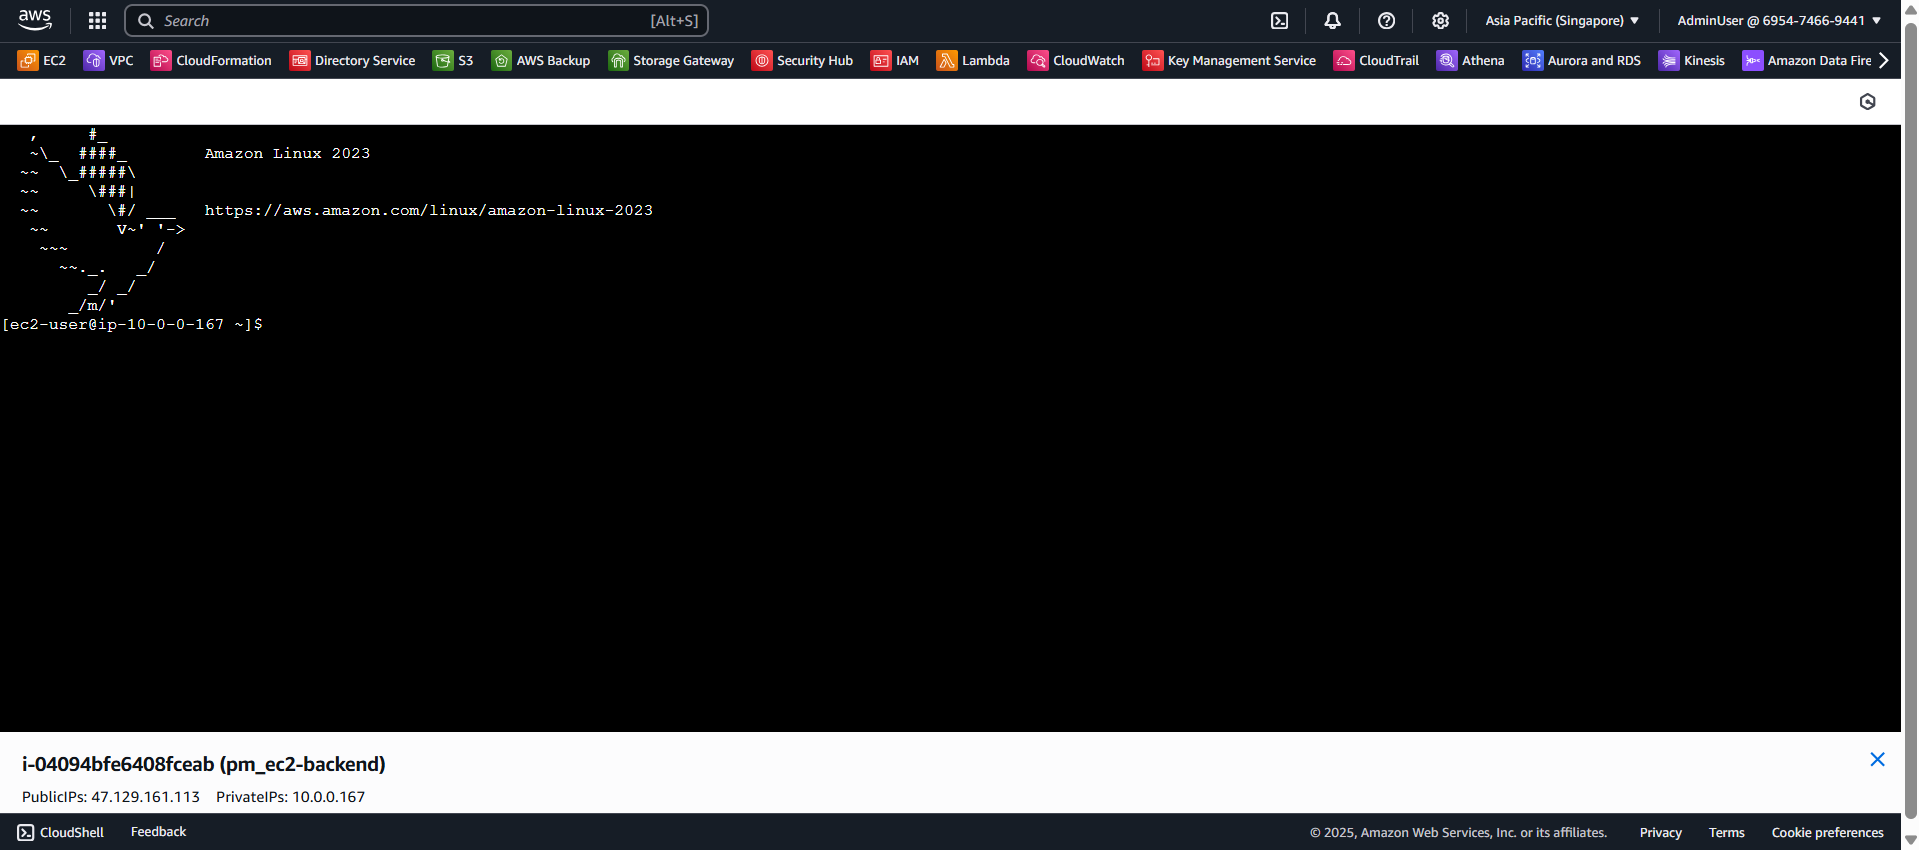 aws
Search [Alt+S]
Asia Pacific (Singapore) ▼
AdminUser @ 6954-7466-9441 ▼
EC2 VPC CloudFormation Directory Service S3 AWS Backup Storage Gateway Security Hub IAM Lambda CloudWatch Key Management Service CloudTrail Athena Aurora and RDS Kinesis Amazon Data Fire
   ,     #_
   ~\_  ####_        Amazon Linux 2023
  ~~  \_#####\
  ~~     \###|
  ~~       \#/ ___   https://aws.amazon.com/linux/amazon-linux-2023
   ~~       V~' '->
    ~~~         /
      ~~._.   _/
         _/ _/
       _/m/'
[ec2-user@ip-10-0-0-167 ~]$
i-04094bfe6408fceab (pm_ec2-backend)
PublicIPs: 47.129.161.113 PrivateIPs: 10.0.0.167
CloudShell Feedback © 2025, Amazon Web Services, Inc. or its affiliates. Privacy Terms Cookie preferences